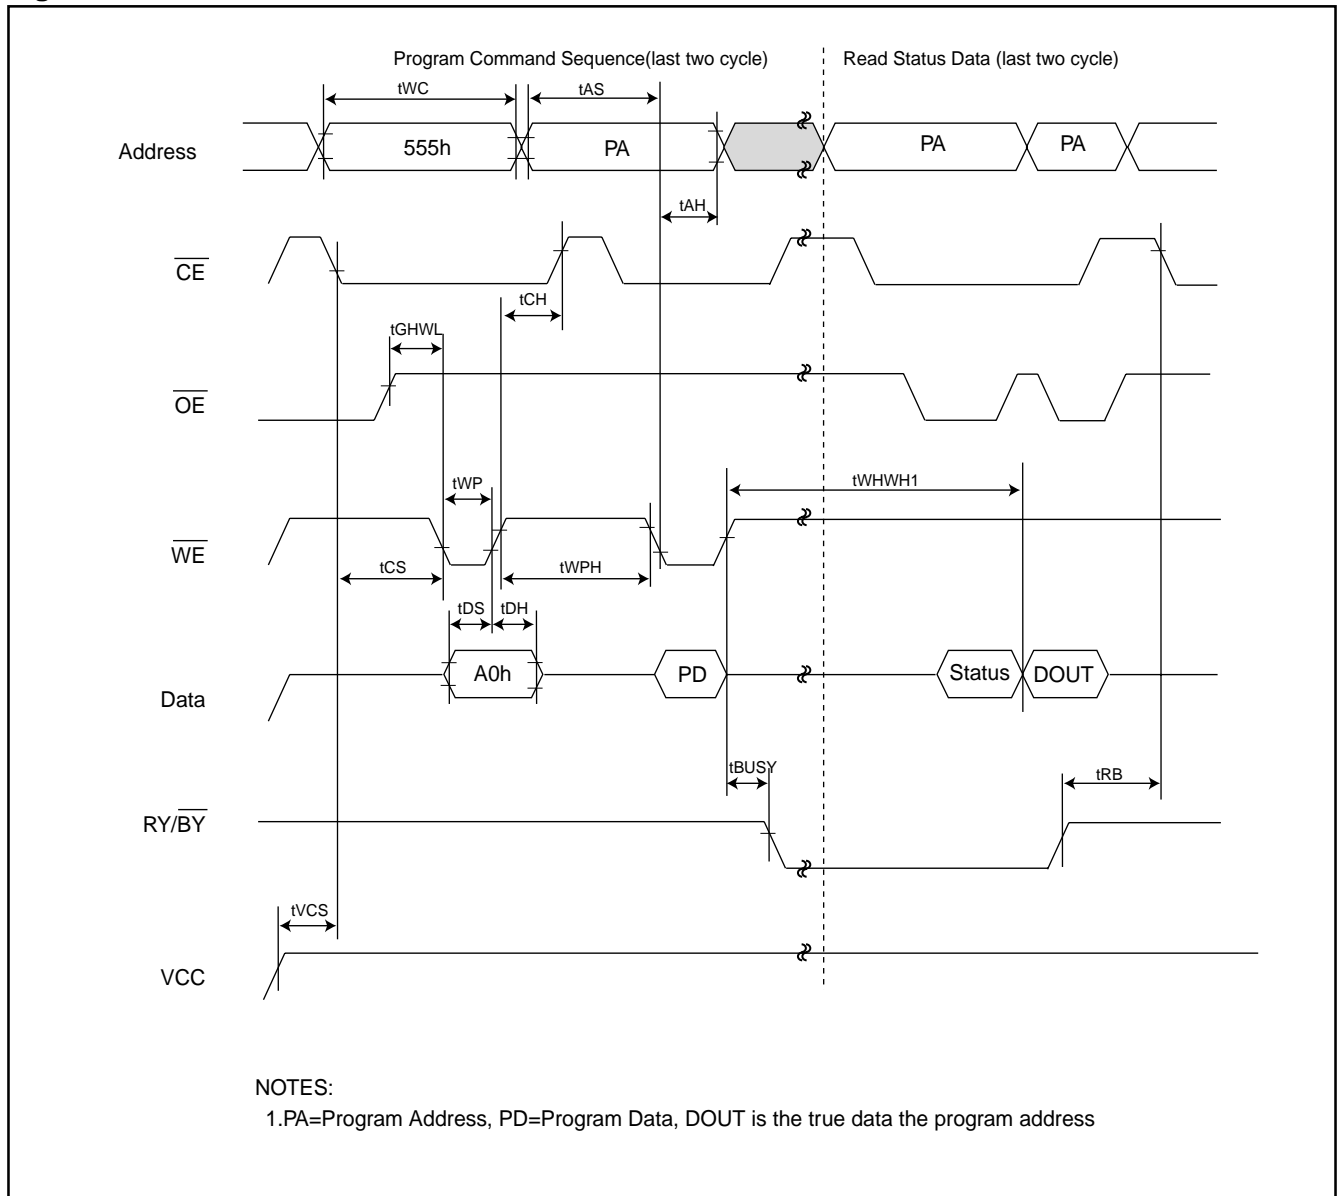 Program Command Sequence(last two cycle) Read Status Data (last two cycle)
tWC tAS
Address 555h PA PA PA
tAH
CE
tCH
tGHWL
OE
tWP tWHWH1
WE
tCS tWPH
tDS tDH
Data A0h PD Status DOUT
tBUSY tRB
RY/BY
tVCS
VCC
NOTES:
1.PA=Program Address, PD=Program Data, DOUT is the true data the program address